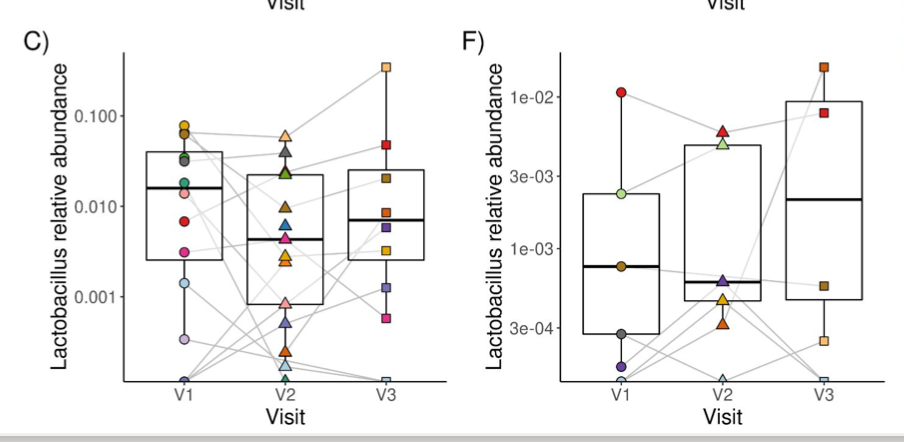 Visit
Visit
C)
Lactobacillus relative abundance
0.100
0.010
0.001
V1
V2
V3
Visit
F)
Lactobacillus relative abundance
1e-02
3e-03
1e-03
3e-04
V1
V2
V3
Visit